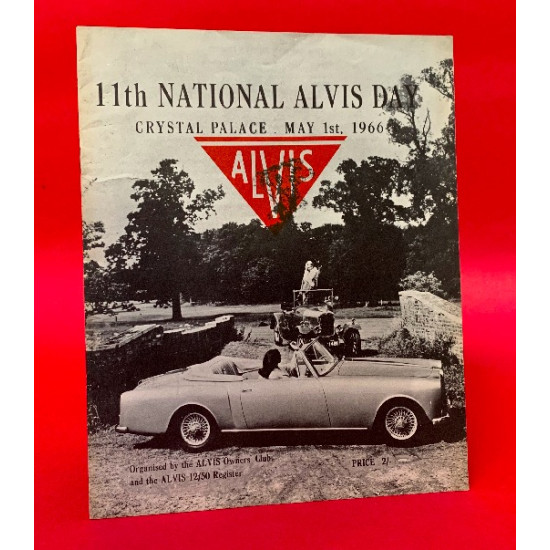 11th NATIONAL ALVIS DAY
CRYSTAL PALACE . MAY 1st, 1966
ALVIS
Organised by the ALVIS Owners Club,
and the ALVIS 12/50 Register
PRICE 2/-